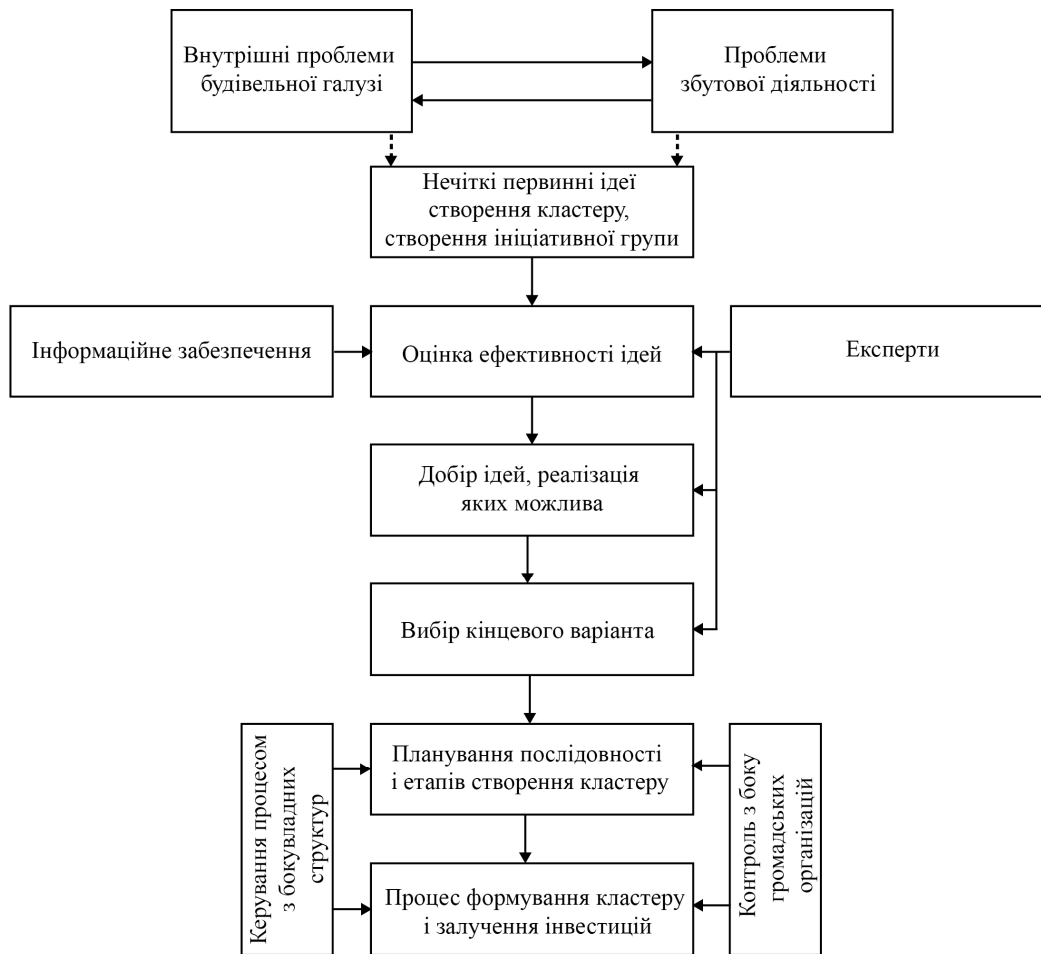 Внутрішні проблеми
будівельної галузі
Проблеми
збутової діяльності
Нечіткі первинні ідеї
створення кластеру,
створення ініціативної групи
Інформаційне забезпечення
Оцінка ефективності ідей
Експерти
Добір ідей, реалізація
яких можлива
Вибір кінцевого варіанта
Керування процесом
з бокувладних
структур
Планування послідовності
і етапів створення кластеру
Контроль з боку
громадських
організацій
Процес формування кластеру
і залучення інвестицій